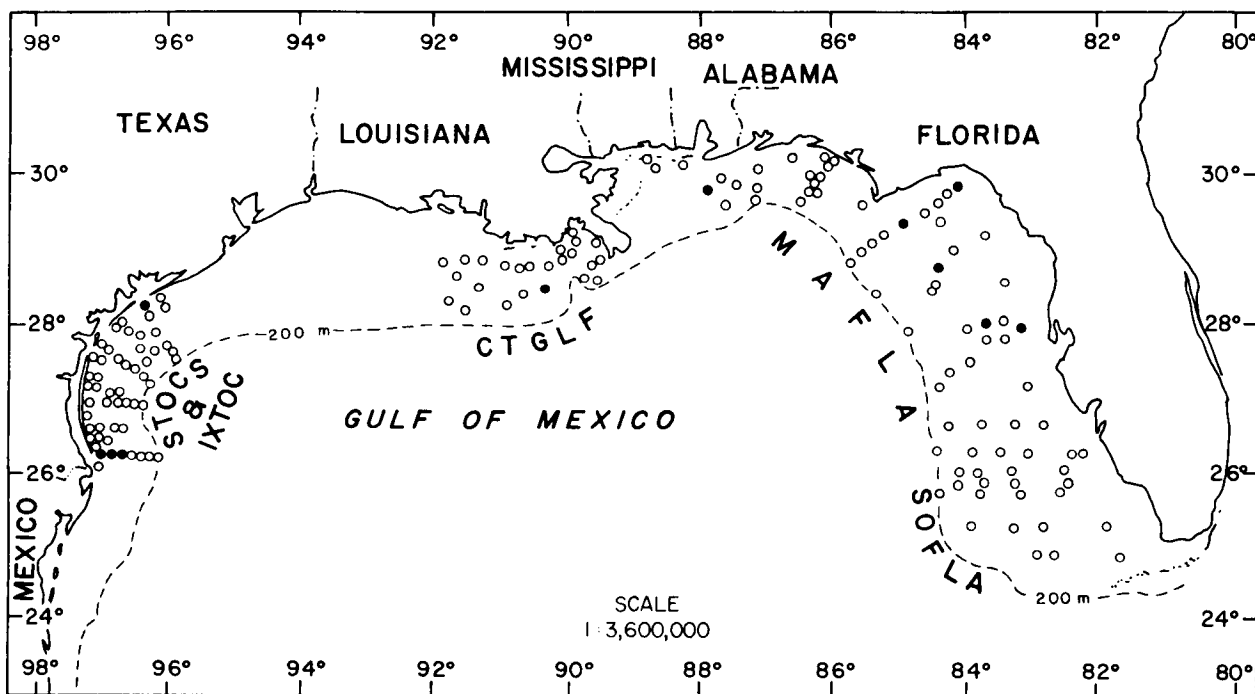 98° 96° 94° 92° 90° 88° 86° 84° 82° 80°
MISSISSIPPI ALABAMA
TEXAS LOUISIANA FLORIDA
30° 30°
28° 28°
200 m
CTGLF
MAFLA
STOCS
&
IXTOC
GULF OF MEXICO
26° 26°
SOFLA
MEXICO
200 m
SCALE
1:3,600,000
24° 24°
98° 96° 94° 92° 90° 88° 86° 84° 82° 80°